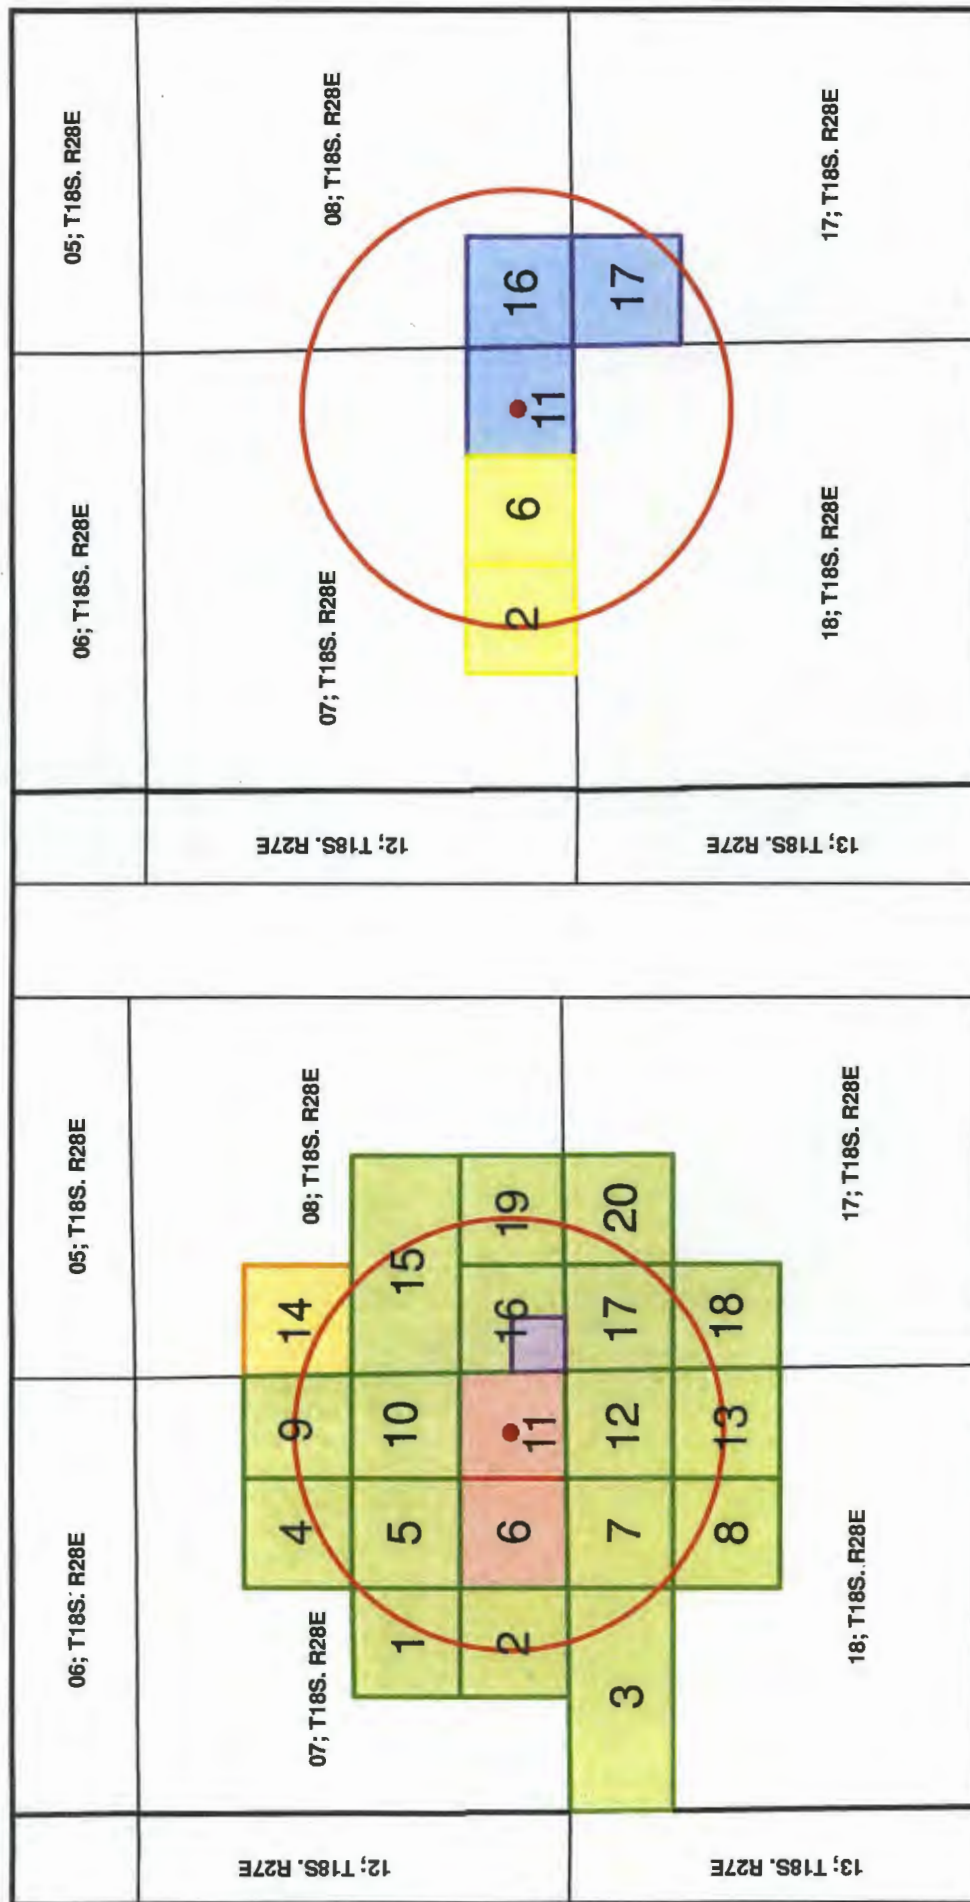 06; T18S. R28E
05; T18S. R28E
12; T18S. R27E
07; T18S. R28E
08; T18S. R28E
4
9
14
1
5
10
15
2
6
11
16
19
13; T18S. R27E
3
7
12
17
20
8
13
18
18; T18S. R28E
17; T18S. R28E
06; T18S. R28E
05; T18S. R28E
12; T18S. R27E
07; T18S. R28E
08; T18S. R28E
2
6
11
16
17
13; T18S. R27E
18; T18S. R28E
17; T18S. R28E